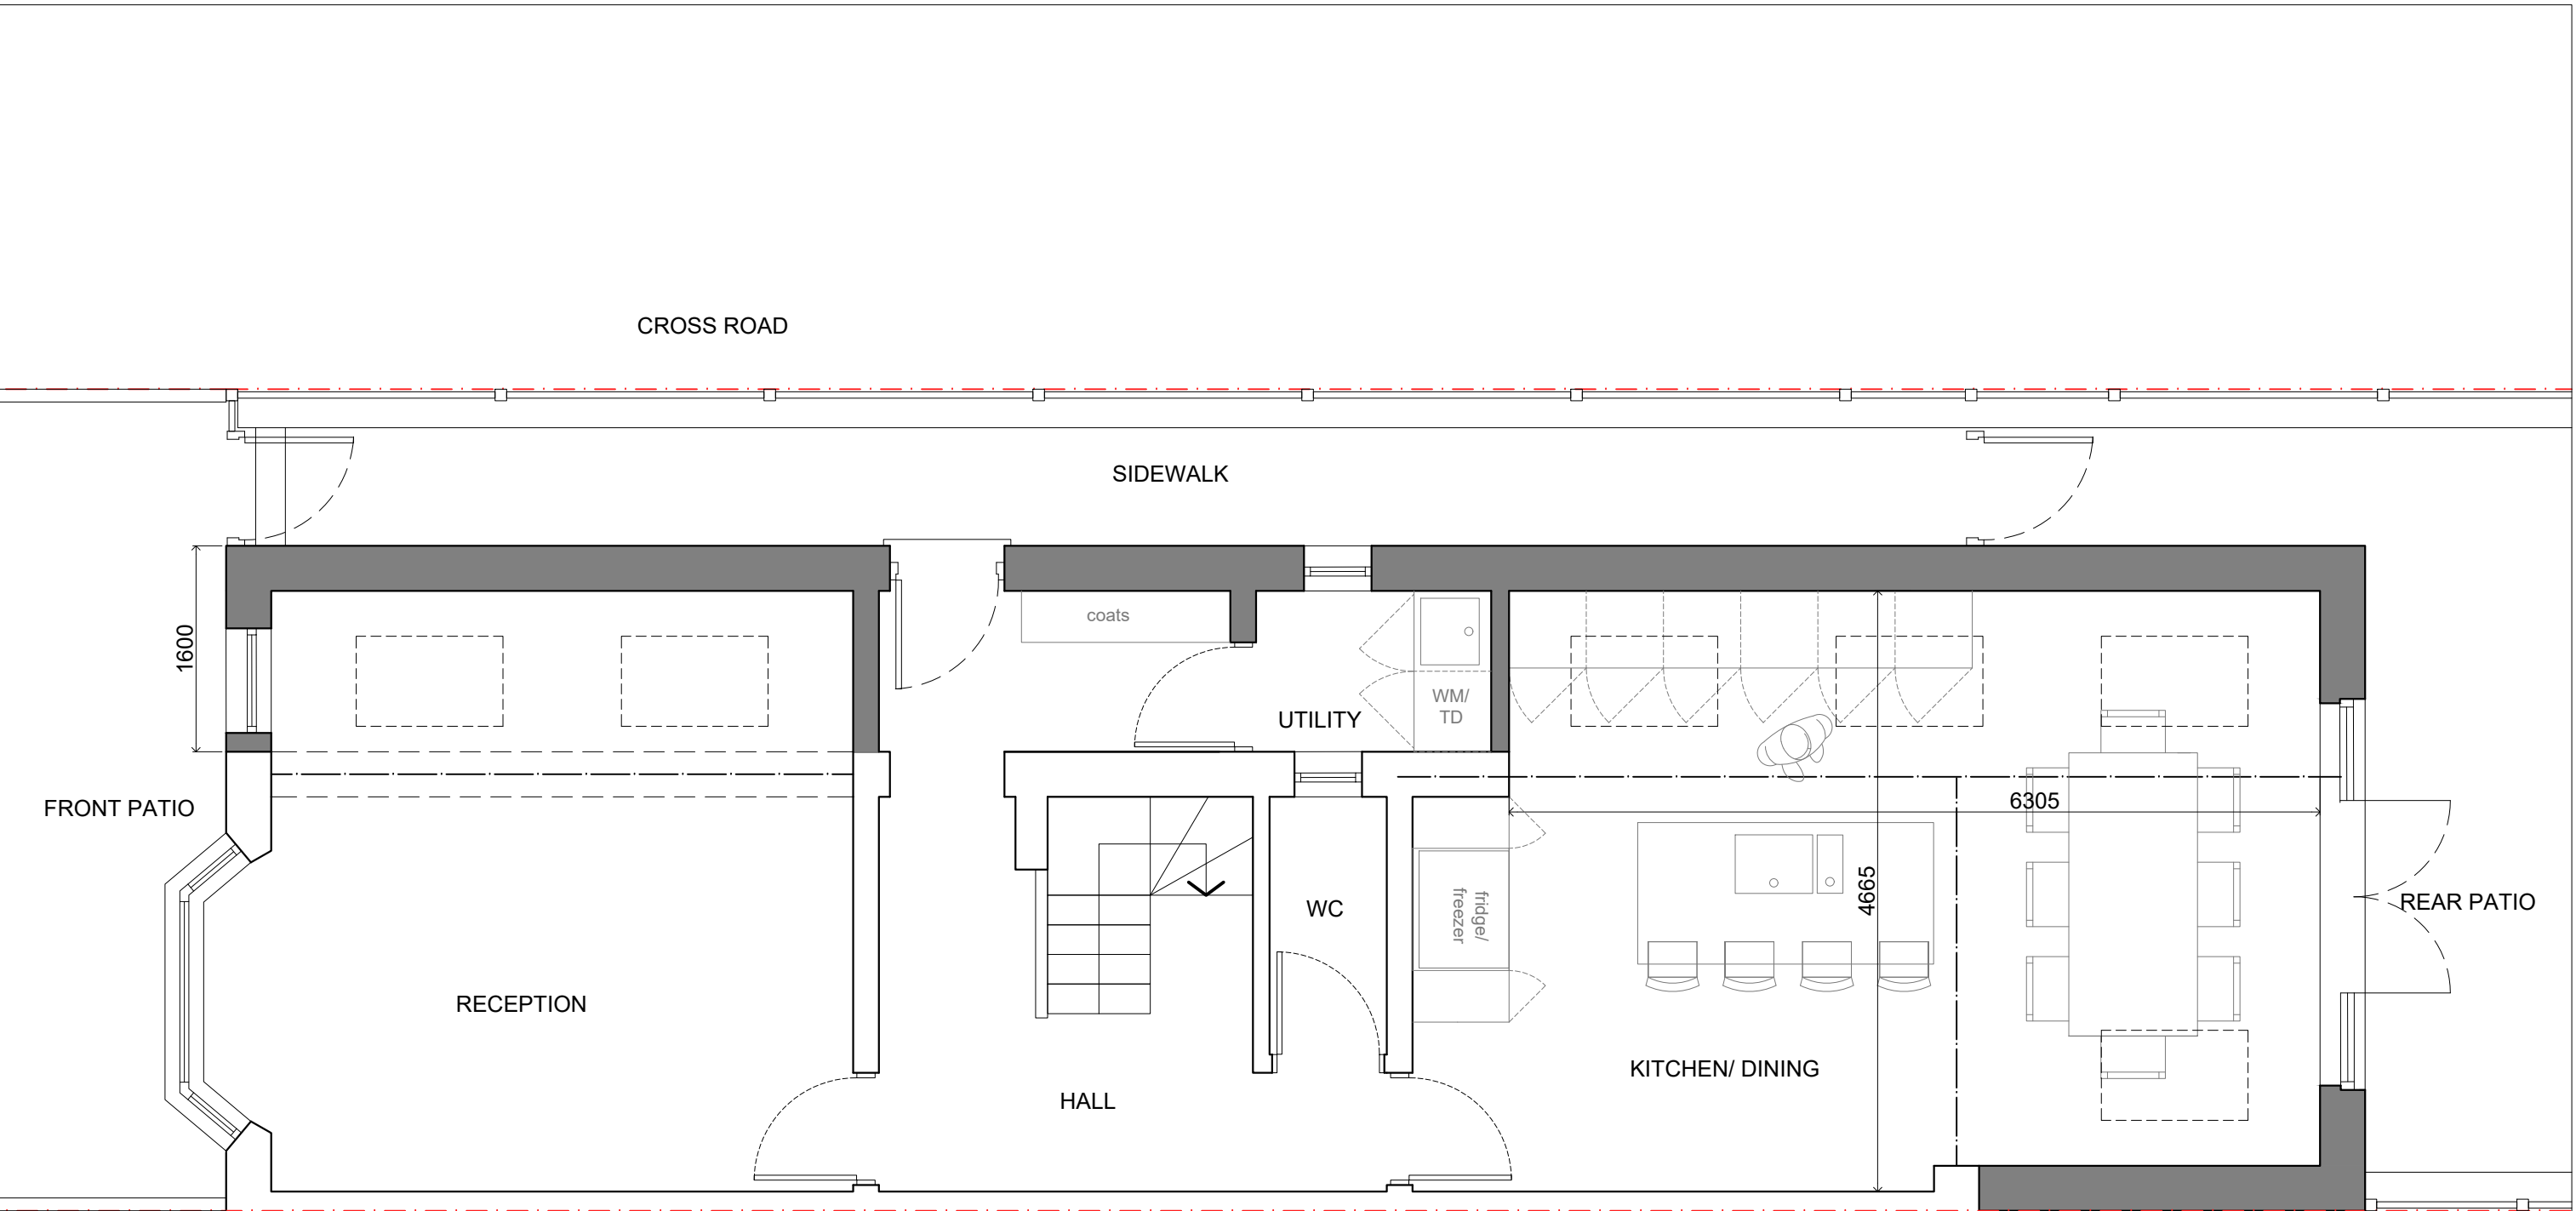 CROSS ROAD
SIDEWALK
coats
1600
UTILITY
WM/
TD
FRONT PATIO
6305
4665
fridge/
freezer
WC
REAR PATIO
RECEPTION
KITCHEN/ DINING
HALL